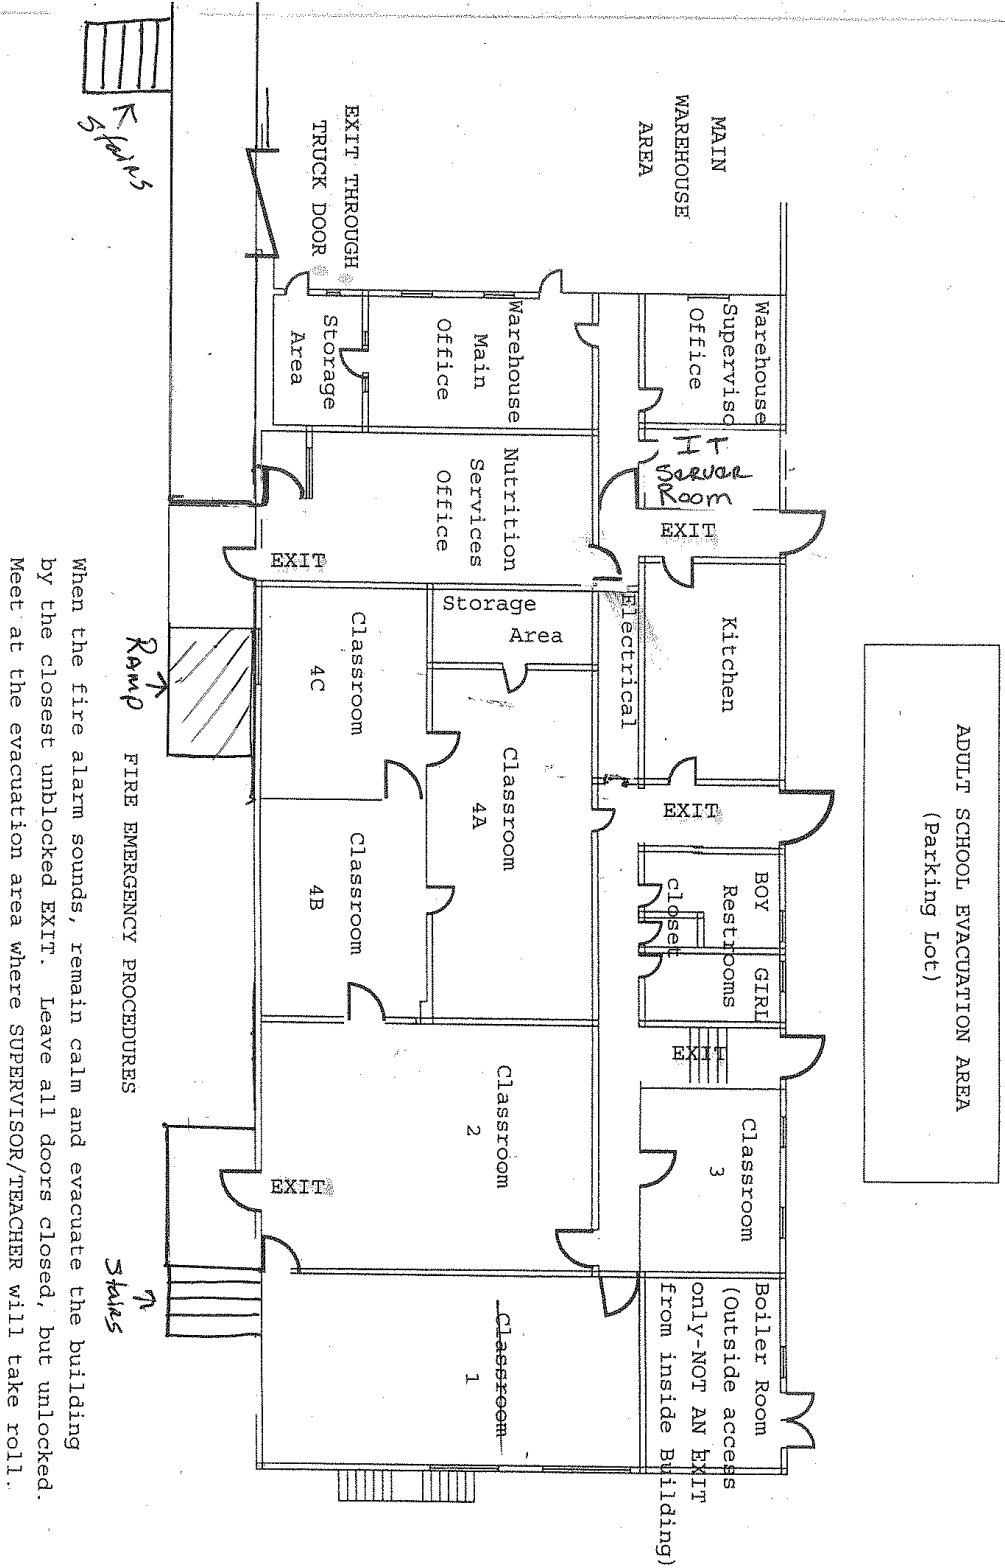 ADULT SCHOOL EVACUATION AREA
(Parking Lot)
MAIN
WAREHOUSE
AREA
EXIT THROUGH
TRUCK DOOR
Stairs
Warehouse
Superviso
Office
IT
Server
Room
EXIT
Kitchen
EXIT
BOY
GIRL
Restrooms
closet
EXIT
Classroom
3
Boiler Room
(Outside access
only-NOT AN EXIT
from inside Building)
Warehouse
Main
Office
Storage
Area
Nutrition
Services
Office
EXIT
Electrical
Storage
Area
Classroom
4A
Classroom
4C
Classroom
4B
Classroom
2
EXIT
Classroom
1
Ramp
Stairs
FIRE EMERGENCY PROCEDURES
When the fire alarm sounds, remain calm and evacuate the building
by the closest unblocked EXIT. Leave all doors closed, but unlocked.
Meet at the evacuation area where SUPERVISOR/TEACHER will take roll.